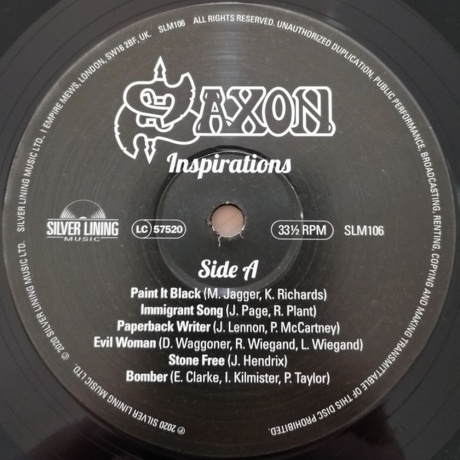 SAXON
Inspirations
SILVER LINING
MUSIC
LC 57520
33⅓ RPM
SLM106
Side A
Paint It Black (M. Jagger, K. Richards)
Immigrant Song (J. Page, R. Plant)
Paperback Writer (J. Lennon, P. McCartney)
Evil Woman (D. Waggoner, R. Wiegand, L. Wiegand)
Stone Free (J. Hendrix)
Bomber (E. Clarke, I. Kilmister, P. Taylor)
℗ 2020 SILVER LINING MUSIC LTD. © 2020 SILVER LINING MUSIC LTD. SILVER LINING MUSIC LTD. 1 EMPIRE MEWS, LONDON, SW16 2BF, UK. SLM106 ALL RIGHTS RESERVED. UNAUTHORIZED DUPLICATION, PUBLIC PERFORMANCE, BROADCASTING, RENTING, COPYING AND MAKING TRANSMITTABLE OF THIS DISC PROHIBITED.